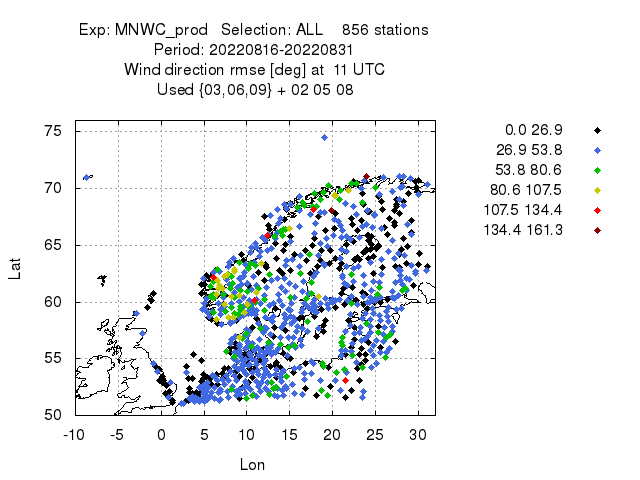 Exp: MNWC_prod   Selection: ALL    856 stations
Period: 20220816-20220831
Wind direction rmse [deg] at  11 UTC
Used {03,06,09} + 02 05 08
0.0 26.9
26.9 53.8
53.8 80.6
80.6 107.5
107.5 134.4
134.4 161.3
Lat
75
70
65
60
55
50
-10 -5 0 5 10 15 20 25 30
Lon